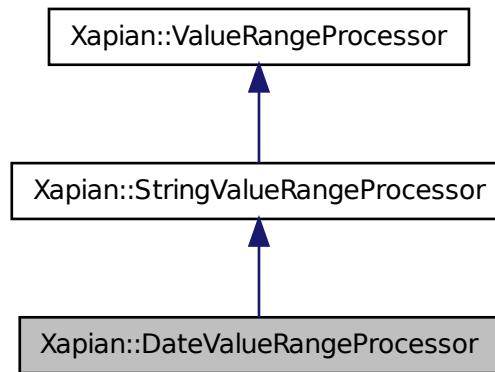 Xapian::ValueRangeProcessor
Xapian::StringValueRangeProcessor
Xapian::DateValueRangeProcessor